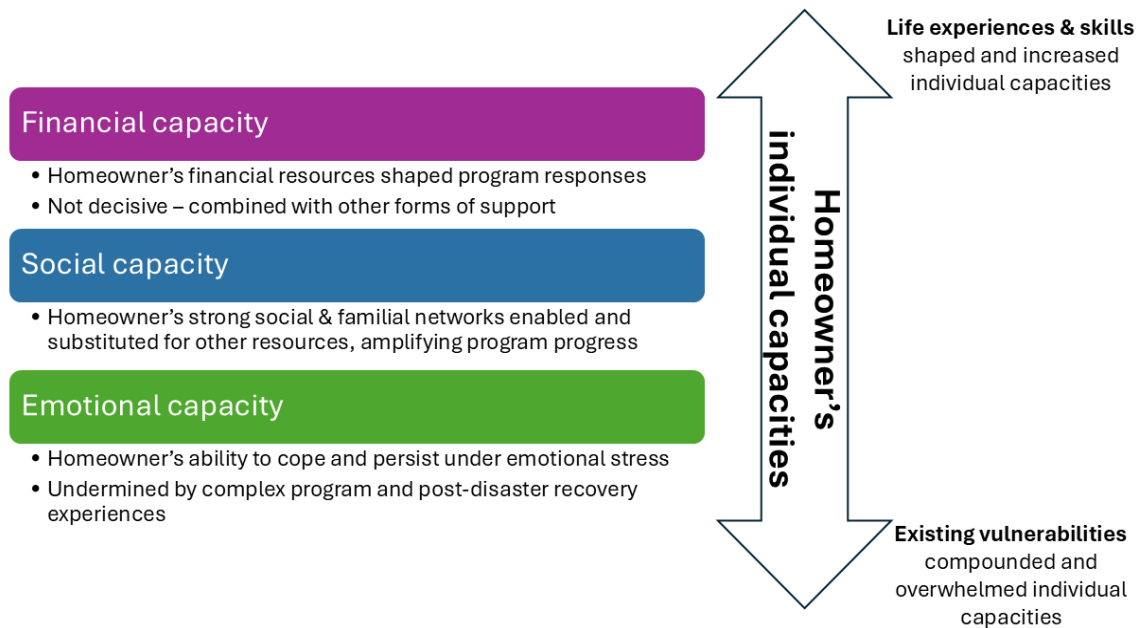 Financial capacity
• Homeowner’s financial resources shaped program responses
• Not decisive – combined with other forms of support
Social capacity
• Homeowner’s strong social & familial networks enabled and
substituted for other resources, amplifying program progress
Emotional capacity
• Homeowner’s ability to cope and persist under emotional stress
• Undermined by complex program and post-disaster recovery
experiences
Homeowner’s
individual capacities
Life experiences & skills
shaped and increased
individual capacities
Existing vulnerabilities
compounded and
overwhelmed individual
capacities